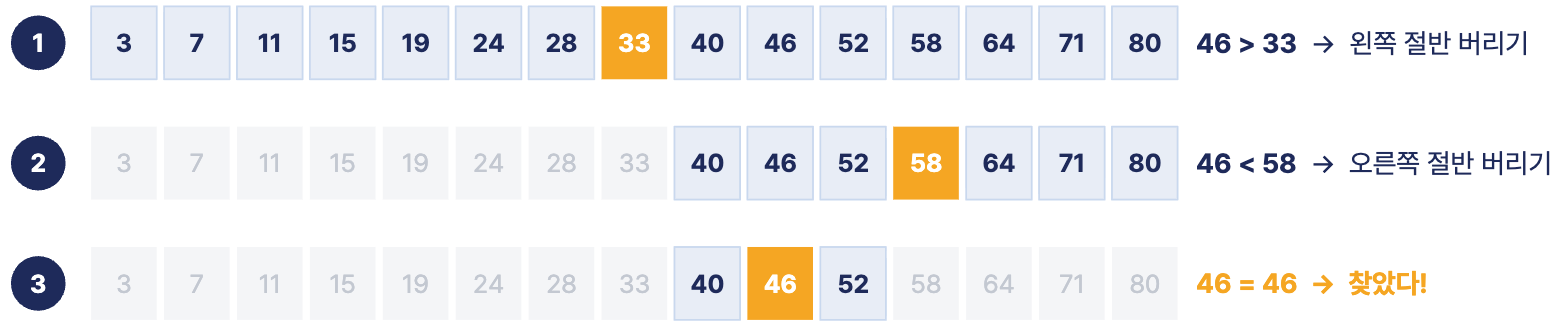 1 3 7 11 15 19 24 28 33 40 46 52 58 64 71 80 46 > 33 → 왼쪽 절반 버리기
2 3 7 11 15 19 24 28 33 40 46 52 58 64 71 80 46 < 58 → 오른쪽 절반 버리기
3 3 7 11 15 19 24 28 33 40 46 52 58 64 71 80 46 = 46 → 찾았다!